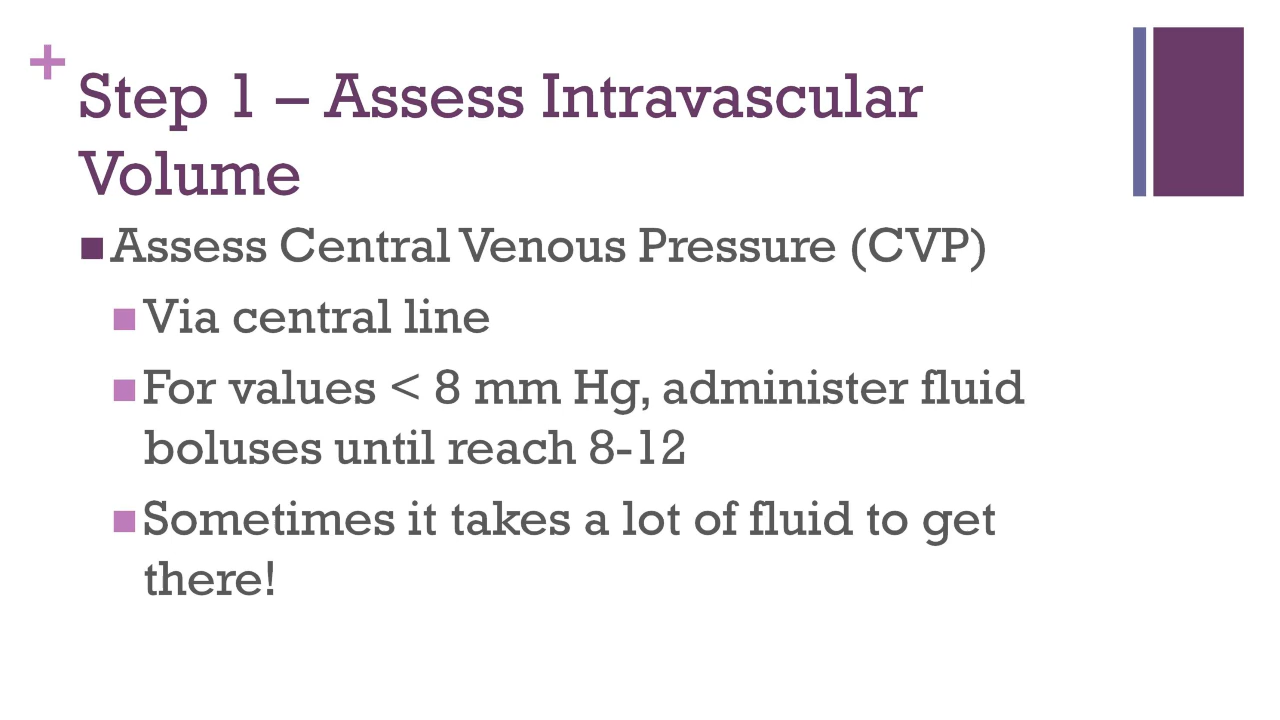 Step 1 – Assess Intravascular
Volume
Assess Central Venous Pressure (CVP)
Via central line
For values < 8 mm Hg, administer fluid
boluses until reach 8-12
Sometimes it takes a lot of fluid to get
there!